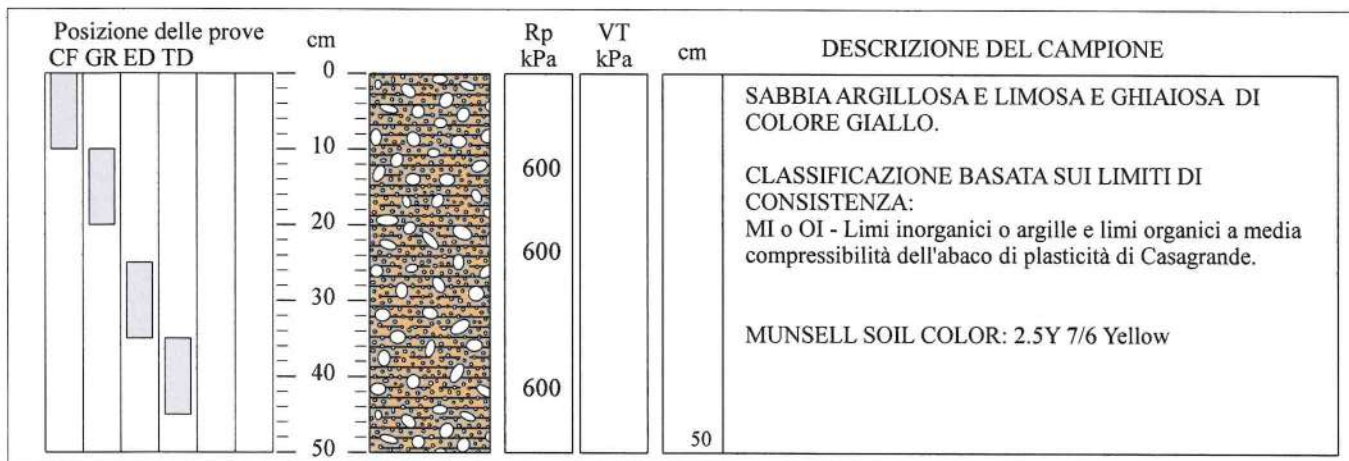 Posizione delle prove
CF GR ED TD
cm
Rp
kPa
VT
kPa
cm
DESCRIZIONE DEL CAMPIONE
0
10
20
30
40
50
600
600
600
50
SABBIA ARGILLOSA E LIMOSA E GHIAIOSA DI
COLORE GIALLO.
CLASSIFICAZIONE BASATA SUI LIMITI DI
CONSISTENZA:
MI o OI - Limi inorganici o argille e limi organici a media
compressibilità dell'abaco di plasticità di Casagrande.
MUNSELL SOIL COLOR: 2.5Y 7/6 Yellow